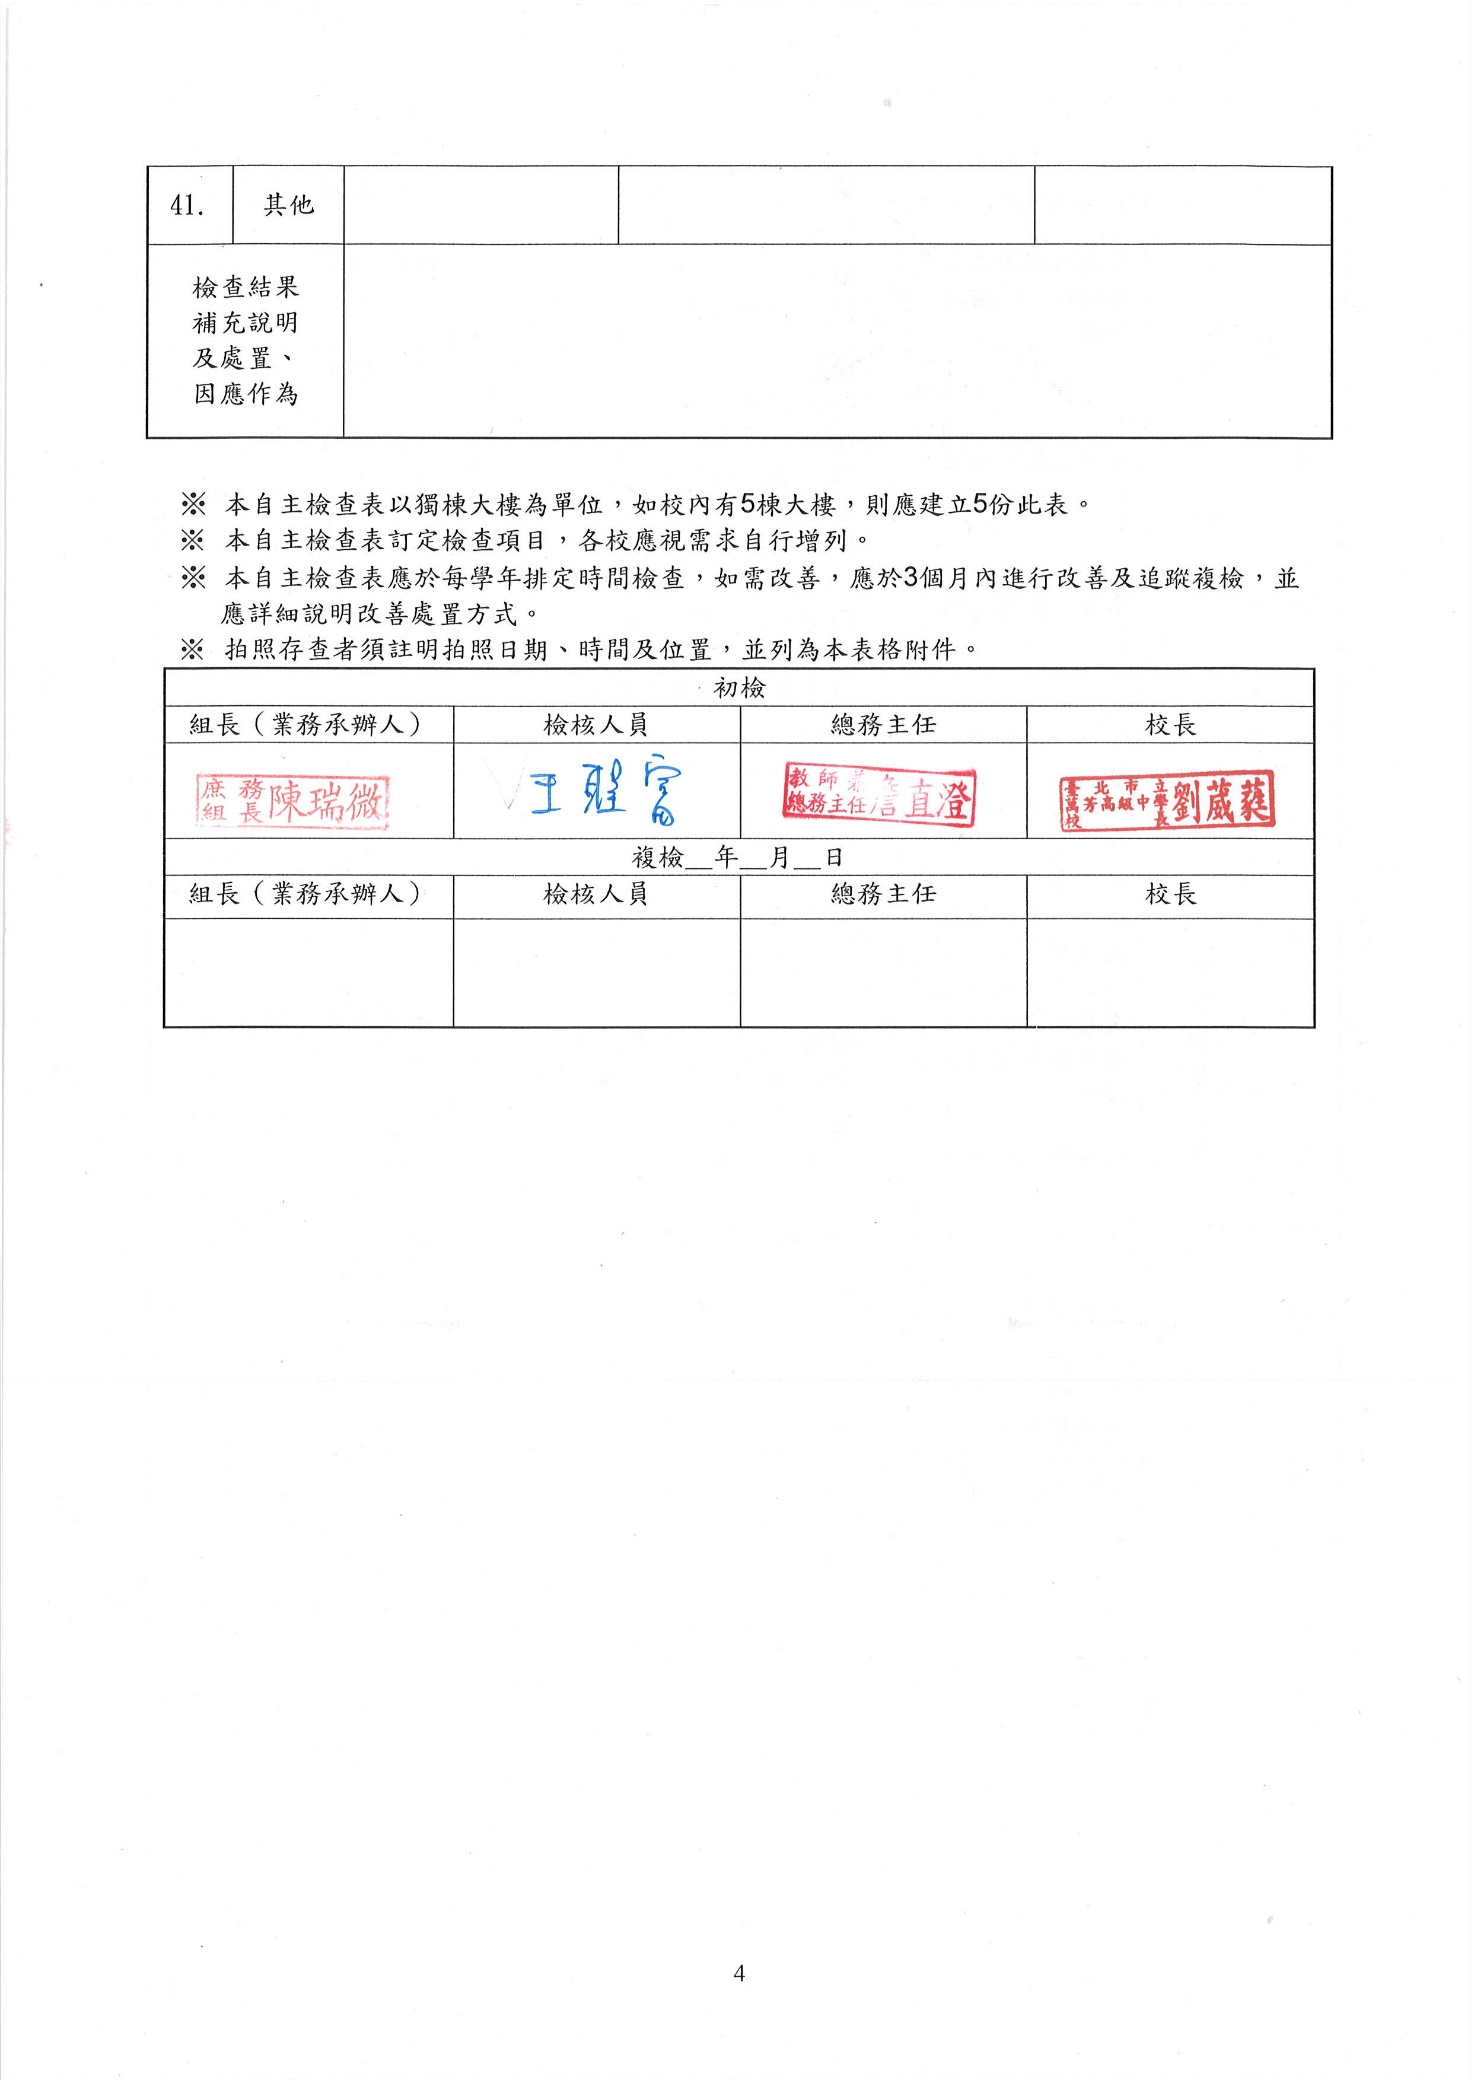 41. 其他
檢查結果
補充說明
及處置、
因應作為
※ 本自主檢查表以獨棟大樓為單位，如校內有5棟大樓，則應建立5份此表。
※ 本自主檢查表訂定檢查項目，各校應視需求自行增列。
※ 本自主檢查表應於每學年排定時間檢查，如需改善，應於3個月內進行改善及追蹤複檢，並
應詳細說明改善處置方式。
※ 拍照存查者須註明拍照日期、時間及位置，並列為本表格附件。
初檢
組長（業務承辦人） 檢核人員 總務主任 校長
庶務組長 陳瑞微 王 教師兼總務主任 詹直澄 臺北市立萬芳高級中學校長 劉葳蕤
複檢__年__月__日
組長（業務承辦人） 檢核人員 總務主任 校長
4